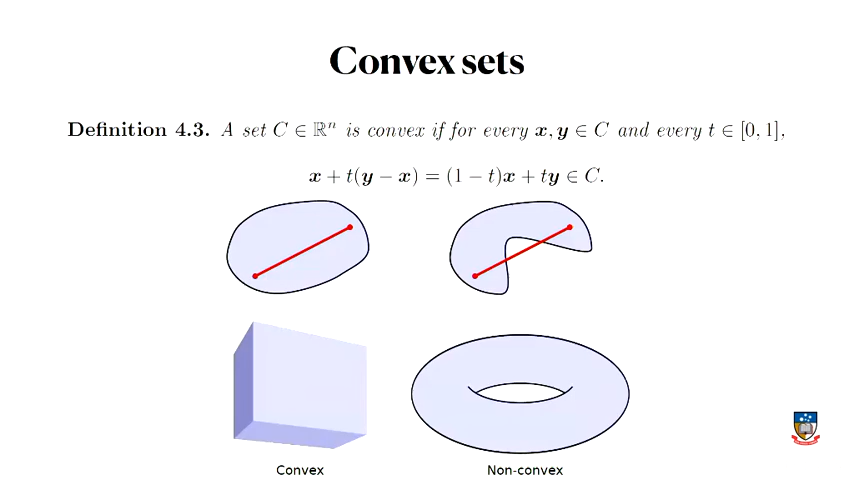 Convex sets
Definition 4.3. A set C ∈ ℝⁿ is convex if for every x, y ∈ C and every t ∈ [0, 1],
x + t(y − x) = (1 − t)x + ty ∈ C.
Convex
Non-convex